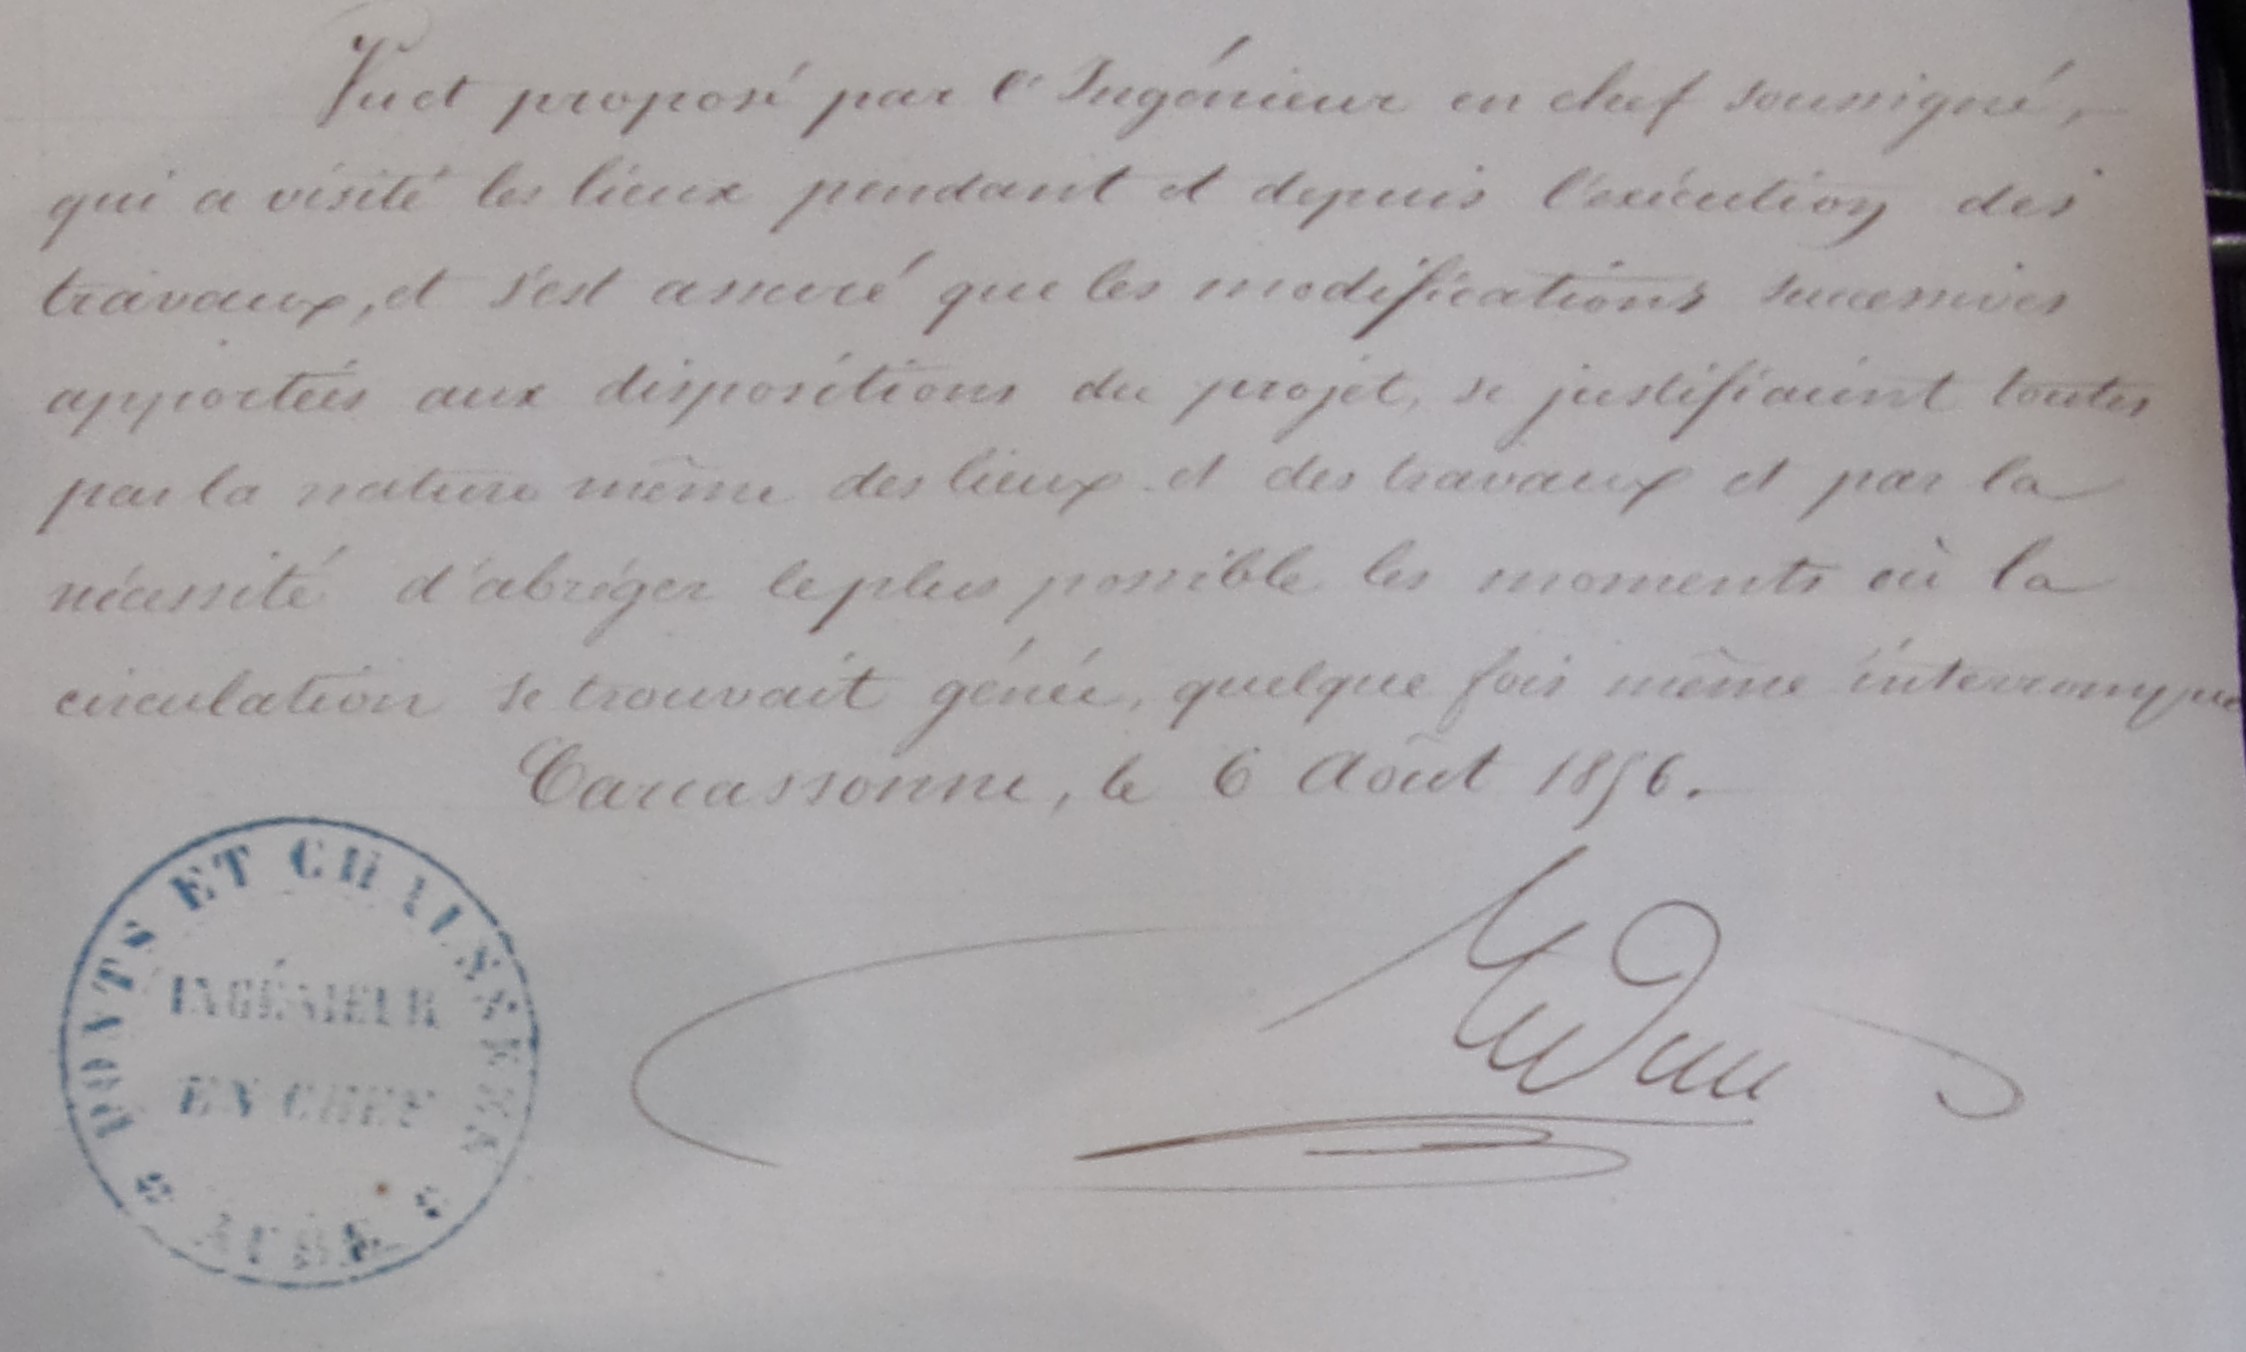 Vu et proposé par l'Ingénieur en chef soussigné,
qui a visité les lieux pendant et depuis l'exécution des
travaux, et s'est assuré que les modifications successives
apportées aux dispositions du projet, se justifiaient toutes
par la nature même des lieux et des travaux et par la
nécessité d'abréger le plus possible les moments où la
circulation se trouvait gênée, quelque fois même interrompue
Carcassonne, le 6 Août 1856.
PONTS ET CHAUSSÉES
INGÉNIEUR
EN CHEF
AUDE